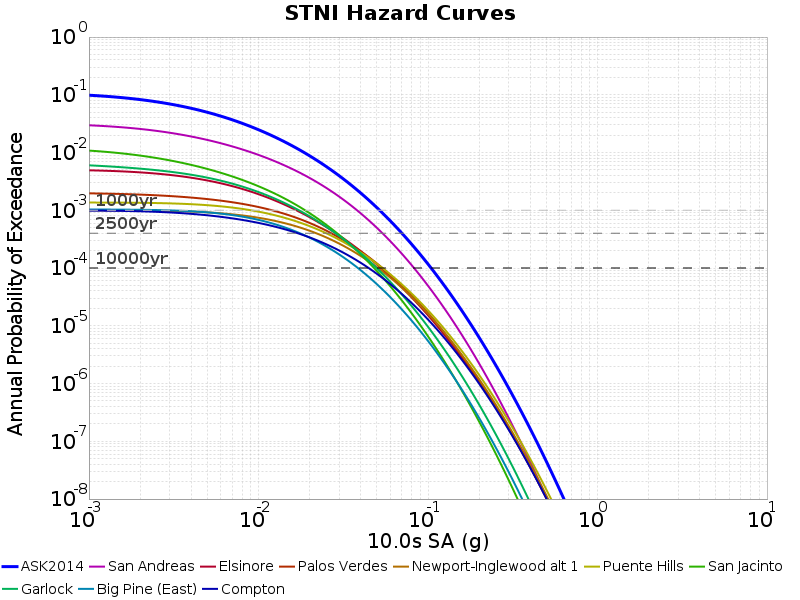 STNI Hazard Curves
Annual Probability of Exceedance
10^0
10^-1
10^-2
10^-3
10^-4
10^-5
10^-6
10^-7
10^-8
1000yr
2500yr
10000yr
10^-3 10^-2 10^-1 10^0 10^1
10.0s SA (g)
ASK2014 San Andreas Elsinore Palos Verdes Newport-Inglewood alt 1 Puente Hills San Jacinto
Garlock Big Pine (East) Compton